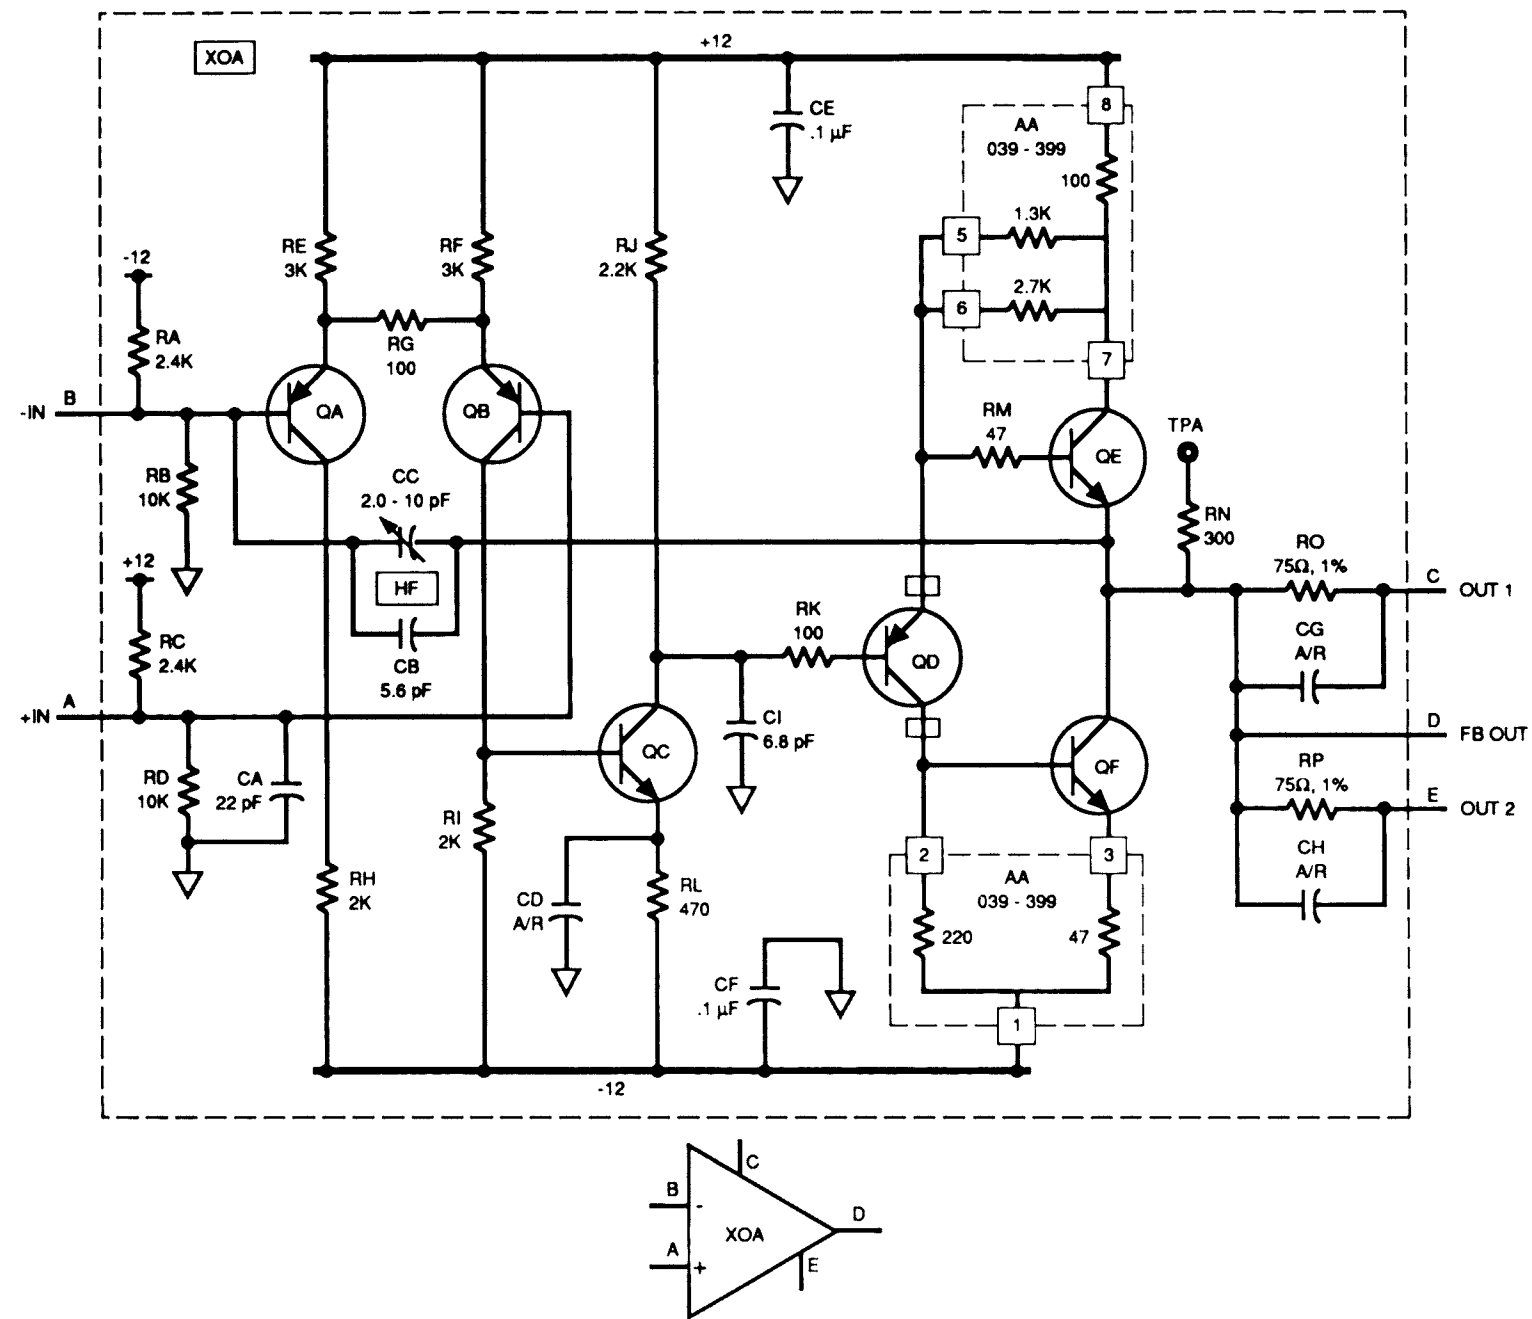 XOA
+12
CE
.1 µF
8
AA
039 - 399
100
5
1.3K
6
2.7K
7
RE
3K
RF
3K
RJ
2.2K
-12
RA
2.4K
RG
100
-IN
B
QA
QB
RM
47
QE
TPA
RB
10K
CC
2.0 - 10 pF
HF
CB
5.6 pF
RN
300
RO
75Ω, 1%
C
OUT 1
+12
RC
2.4K
+IN
A
RK
100
QD
CG
A/R
D
FB OUT
CI
6.8 pF
QC
QF
RD
10K
CA
22 pF
RI
2K
RP
75Ω, 1%
E
OUT 2
CH
A/R
2
3
AA
039 - 399
220
47
1
RH
2K
CD
A/R
RL
470
CF
.1 µF
-12
C
B
-
XOA
D
A
+
E